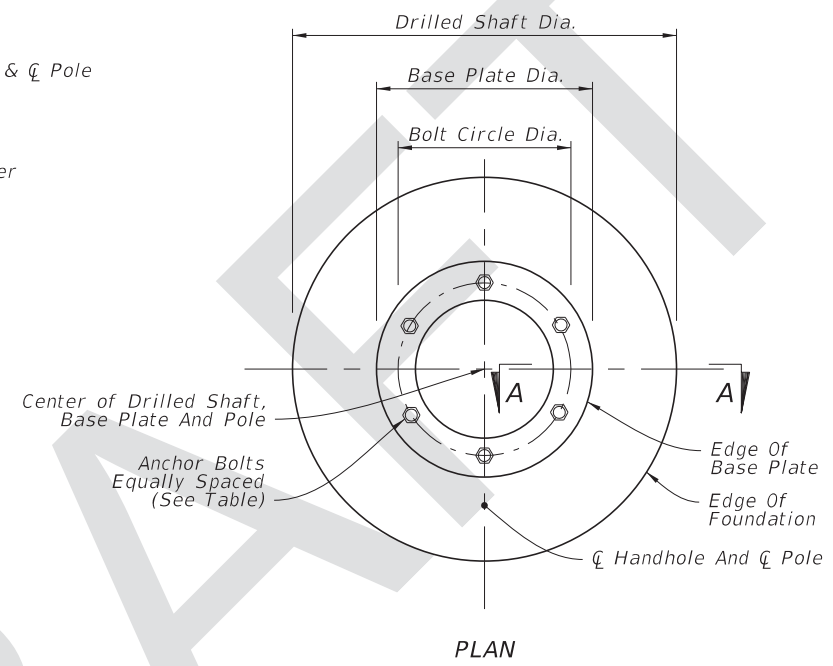 Drilled Shaft Dia.
& ℄ Pole
Base Plate Dia.
Bolt Circle Dia.
er
A
A
Center of Drilled Shaft,
Base Plate And Pole
Anchor Bolts
Equally Spaced
(See Table)
Edge Of
Base Plate
Edge Of
Foundation
℄ Handhole And ℄ Pole
PLAN